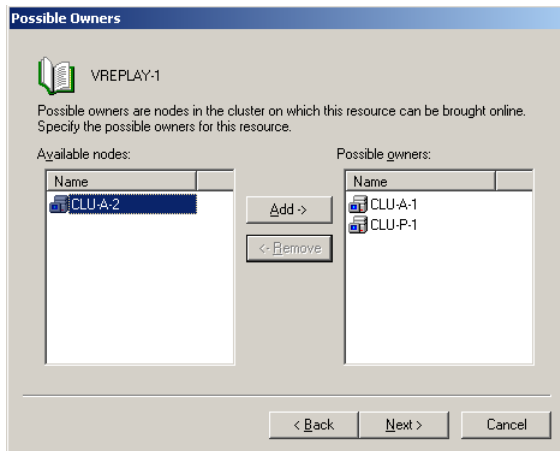 Possible Owners
VREPLAY-1
Possible owners are nodes in the cluster on which this resource can be brought online.
Specify the possible owners for this resource.
Available nodes:
Possible owners:
Name
Name
CLU-A-2
Add ->
CLU-A-1
CLU-P-1
<- Remove
< Back
Next >
Cancel